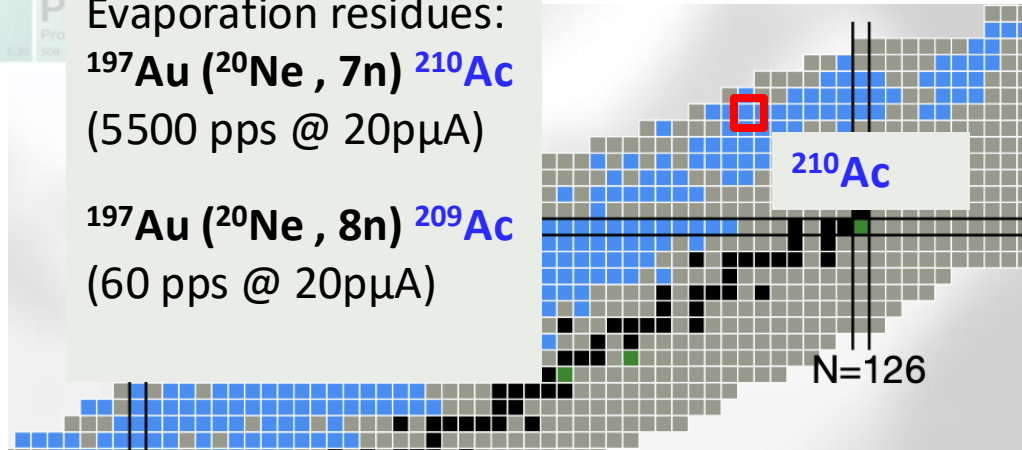 Evaporation residues:
¹⁹⁷Au (²⁰Ne , 7n) ²¹⁰Ac
(5500 pps @ 20pµA)
¹⁹⁷Au (²⁰Ne , 8n) ²⁰⁹Ac
(60 pps @ 20pµA)
²¹⁰Ac
N=126